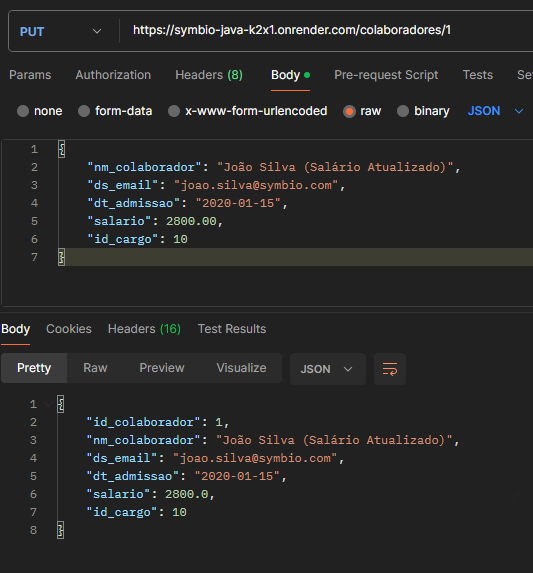 PUT https://symbio-java-k2x1.onrender.com/colaboradores/1
Params Authorization Headers (8) Body Pre-request Script Tests Se
none form-data x-www-form-urlencoded raw binary JSON
1 {
2 "nm_colaborador": "João Silva (Salário Atualizado)",
3 "ds_email": "joao.silva@symbio.com",
4 "dt_admissao": "2020-01-15",
5 "salario": 2800.00,
6 "id_cargo": 10
7 }
Body Cookies Headers (16) Test Results
Pretty Raw Preview Visualize JSON
1 {
2 "id_colaborador": 1,
3 "nm_colaborador": "João Silva (Salário Atualizado)",
4 "ds_email": "joao.silva@symbio.com",
5 "dt_admissao": "2020-01-15",
6 "salario": 2800.0,
7 "id_cargo": 10
8 }